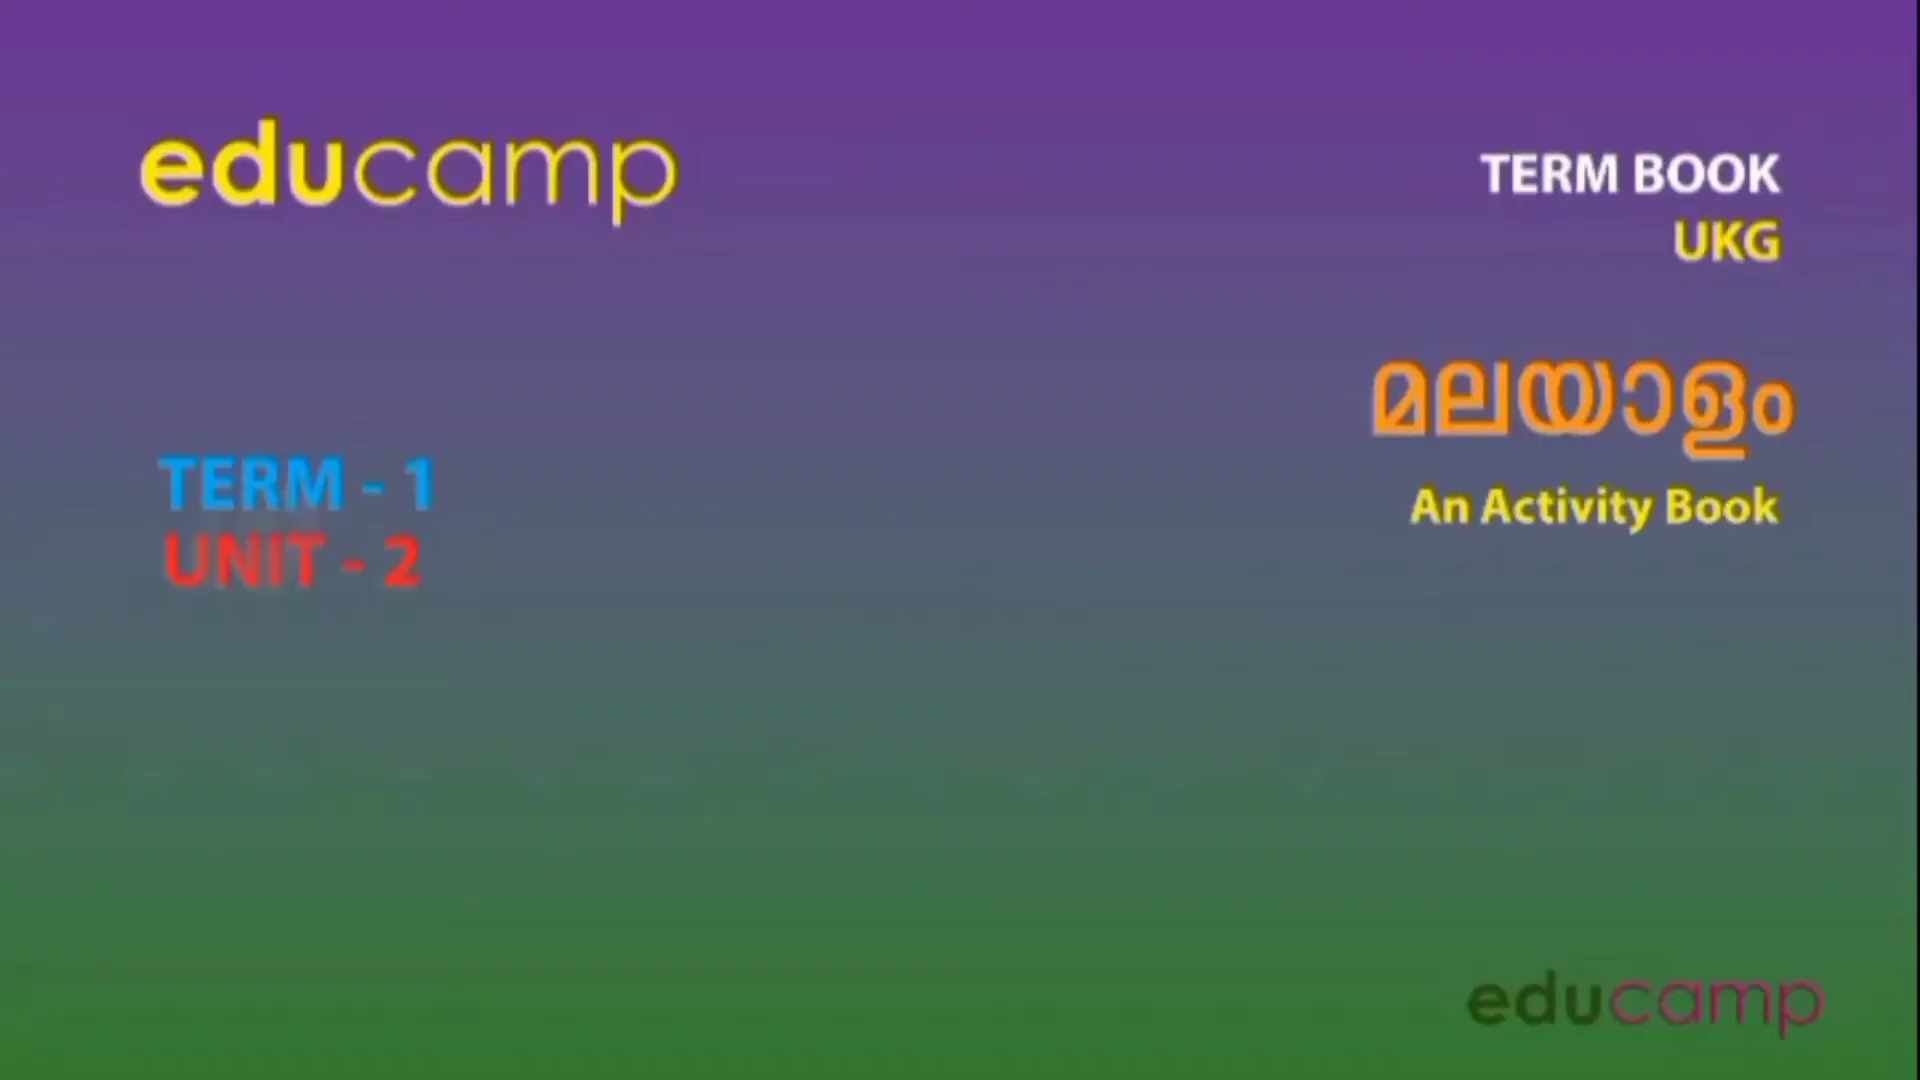 educamp
TERM BOOK
UKG
മലയാളം
An Activity Book
TERM - 1
UNIT - 2
educamp